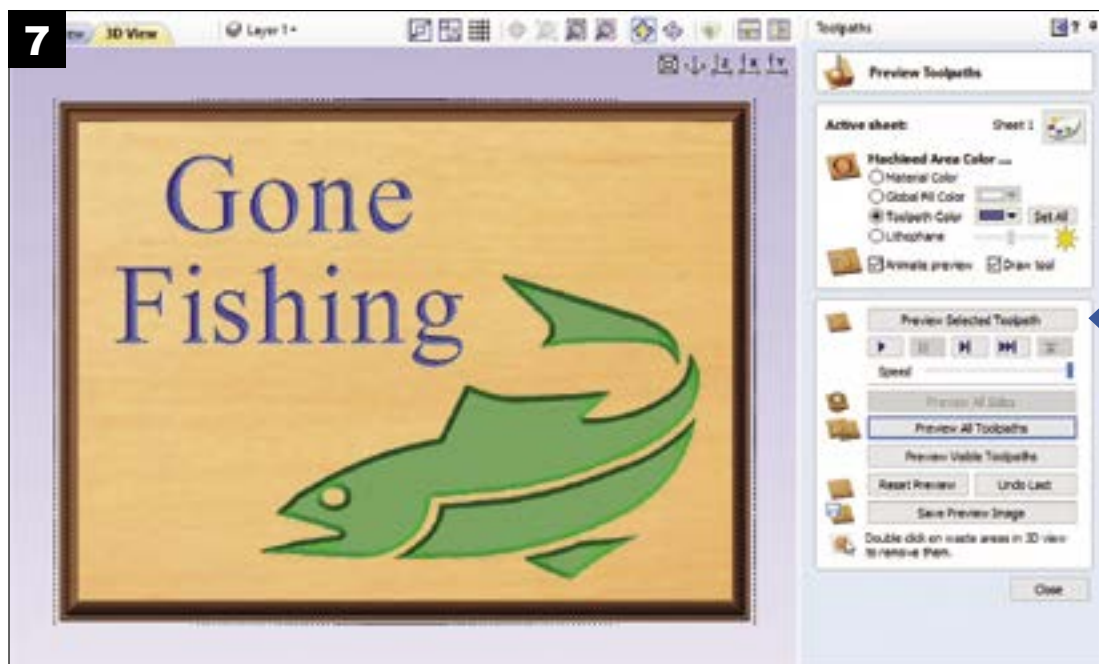 7
ew
3D View
Layer 1
Toolpaths
?
Preview Toolpaths
Active sheet:
Sheet 1
Machined Area Color ...
Material Color
Global Fill Color
Toolpath Color
Set All
Lithophane
Animate preview
Draw tool
Preview Selected Toolpath
Speed
Preview All Sides
Preview All Toolpaths
Preview Visible Toolpaths
Reset Preview
Undo Last
Save Preview Image
Double click on waste areas in 3D view
to remove them.
Close
Gone
Fishing